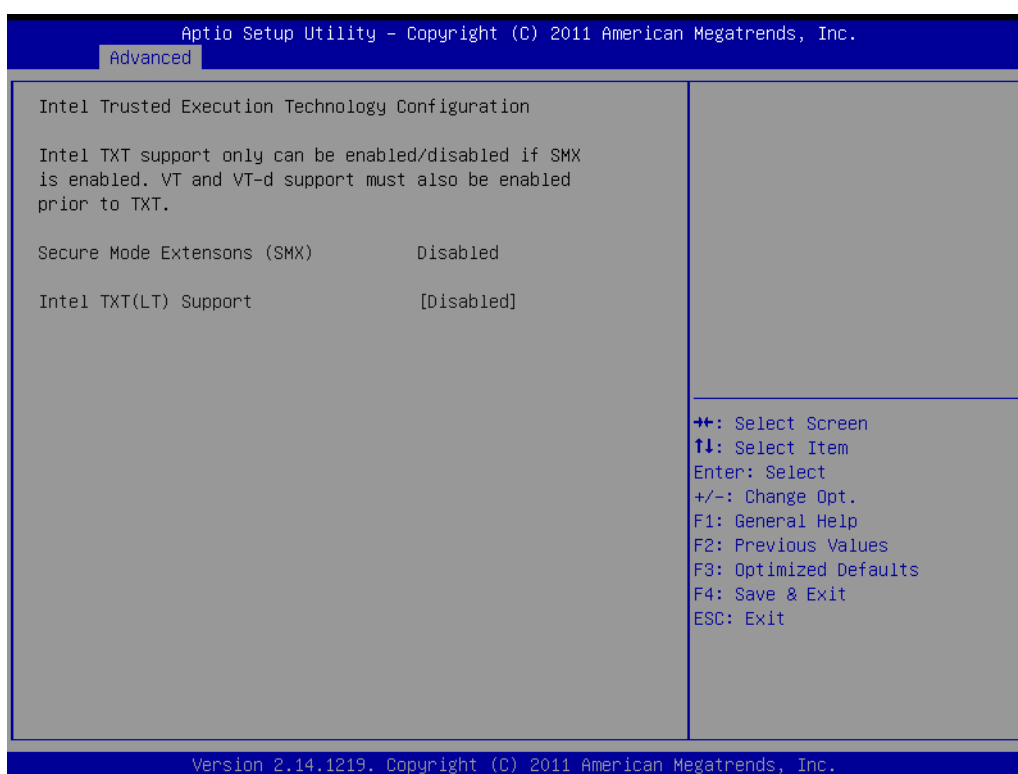 Aptio Setup Utility – Copyright (C) 2011 American Megatrends, Inc.
Advanced
Intel Trusted Execution Technology Configuration
Intel TXT support only can be enabled/disabled if SMX
is enabled. VT and VT-d support must also be enabled
prior to TXT.
Secure Mode Extensons (SMX) Disabled
Intel TXT(LT) Support [Disabled]
→←: Select Screen
↑↓: Select Item
Enter: Select
+/-: Change Opt.
F1: General Help
F2: Previous Values
F3: Optimized Defaults
F4: Save & Exit
ESC: Exit
Version 2.14.1219. Copyright (C) 2011 American Megatrends, Inc.